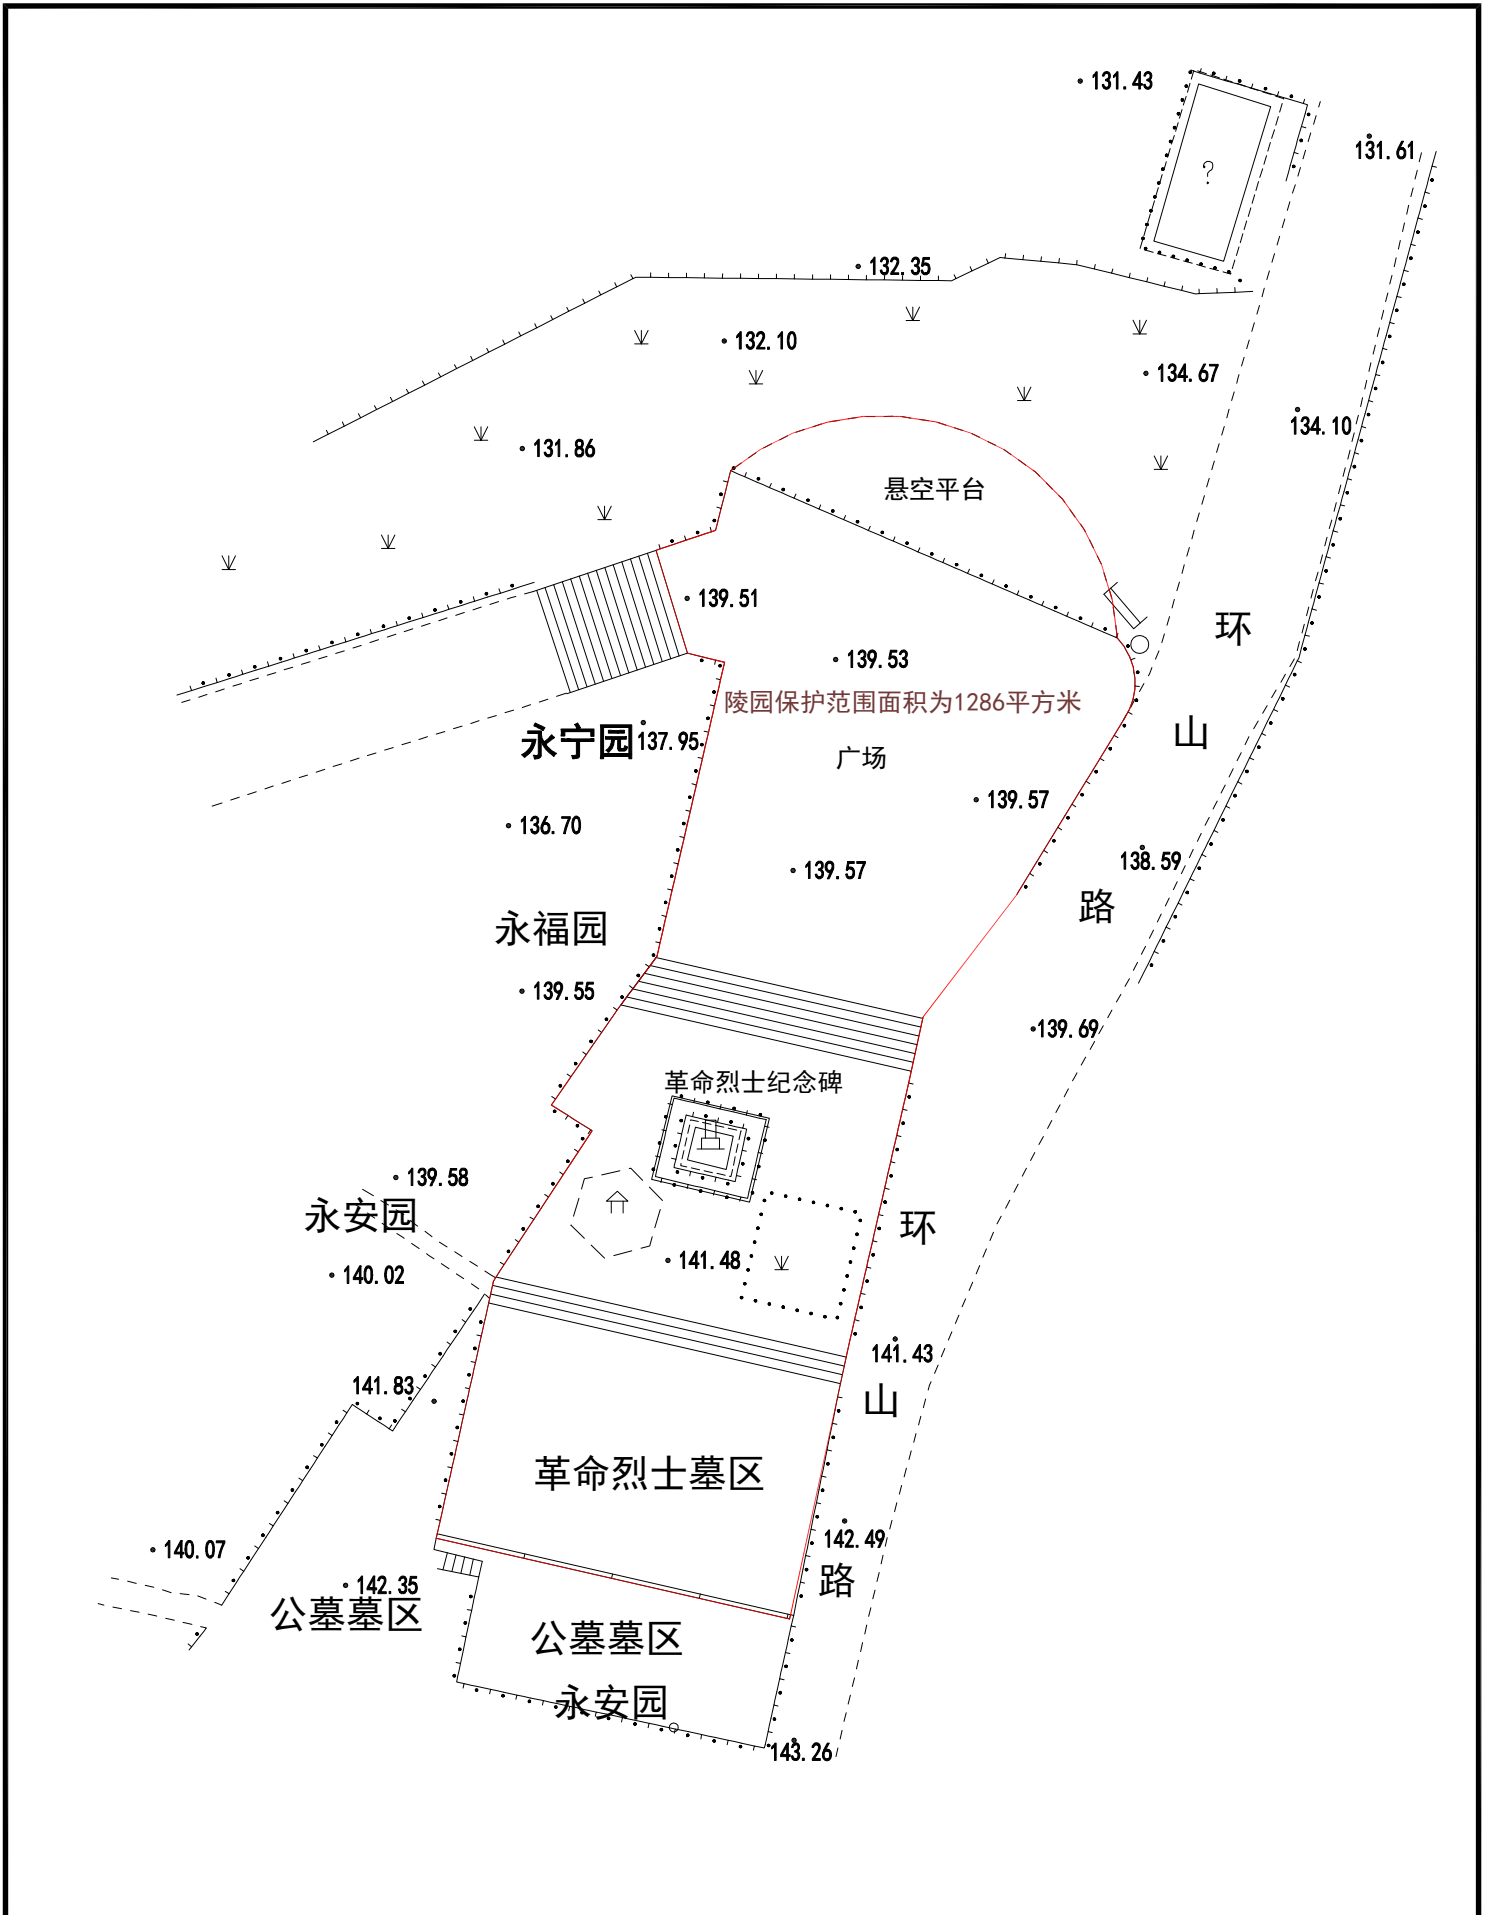 131.43
131.61
?
132.35
132.10
134.67
134.10
131.86
悬空平台
139.51
环
139.53
陵园保护范围面积为1286平方米
山
永宁园
137.95
广场
139.57
136.70
138.59
139.57
路
永福园
139.55
139.69
革命烈士纪念碑
139.58
永安园
环
141.48
140.02
141.43
141.83
山
革命烈士墓区
142.49
140.07
路
142.35
公墓墓区
公墓墓区
永安园
143.26